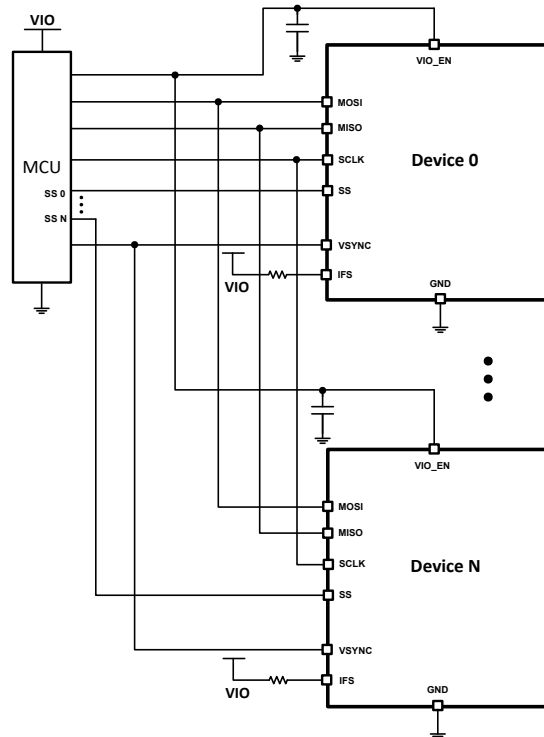 VIO
VIO_EN
MOSI
MISO
Device 0
MCU
SCLK
SS 0
SS
SS N
VSYNC
VIO
IFS
GND
VIO_EN
MOSI
MISO
SCLK
Device N
SS
VSYNC
VIO
IFS
GND